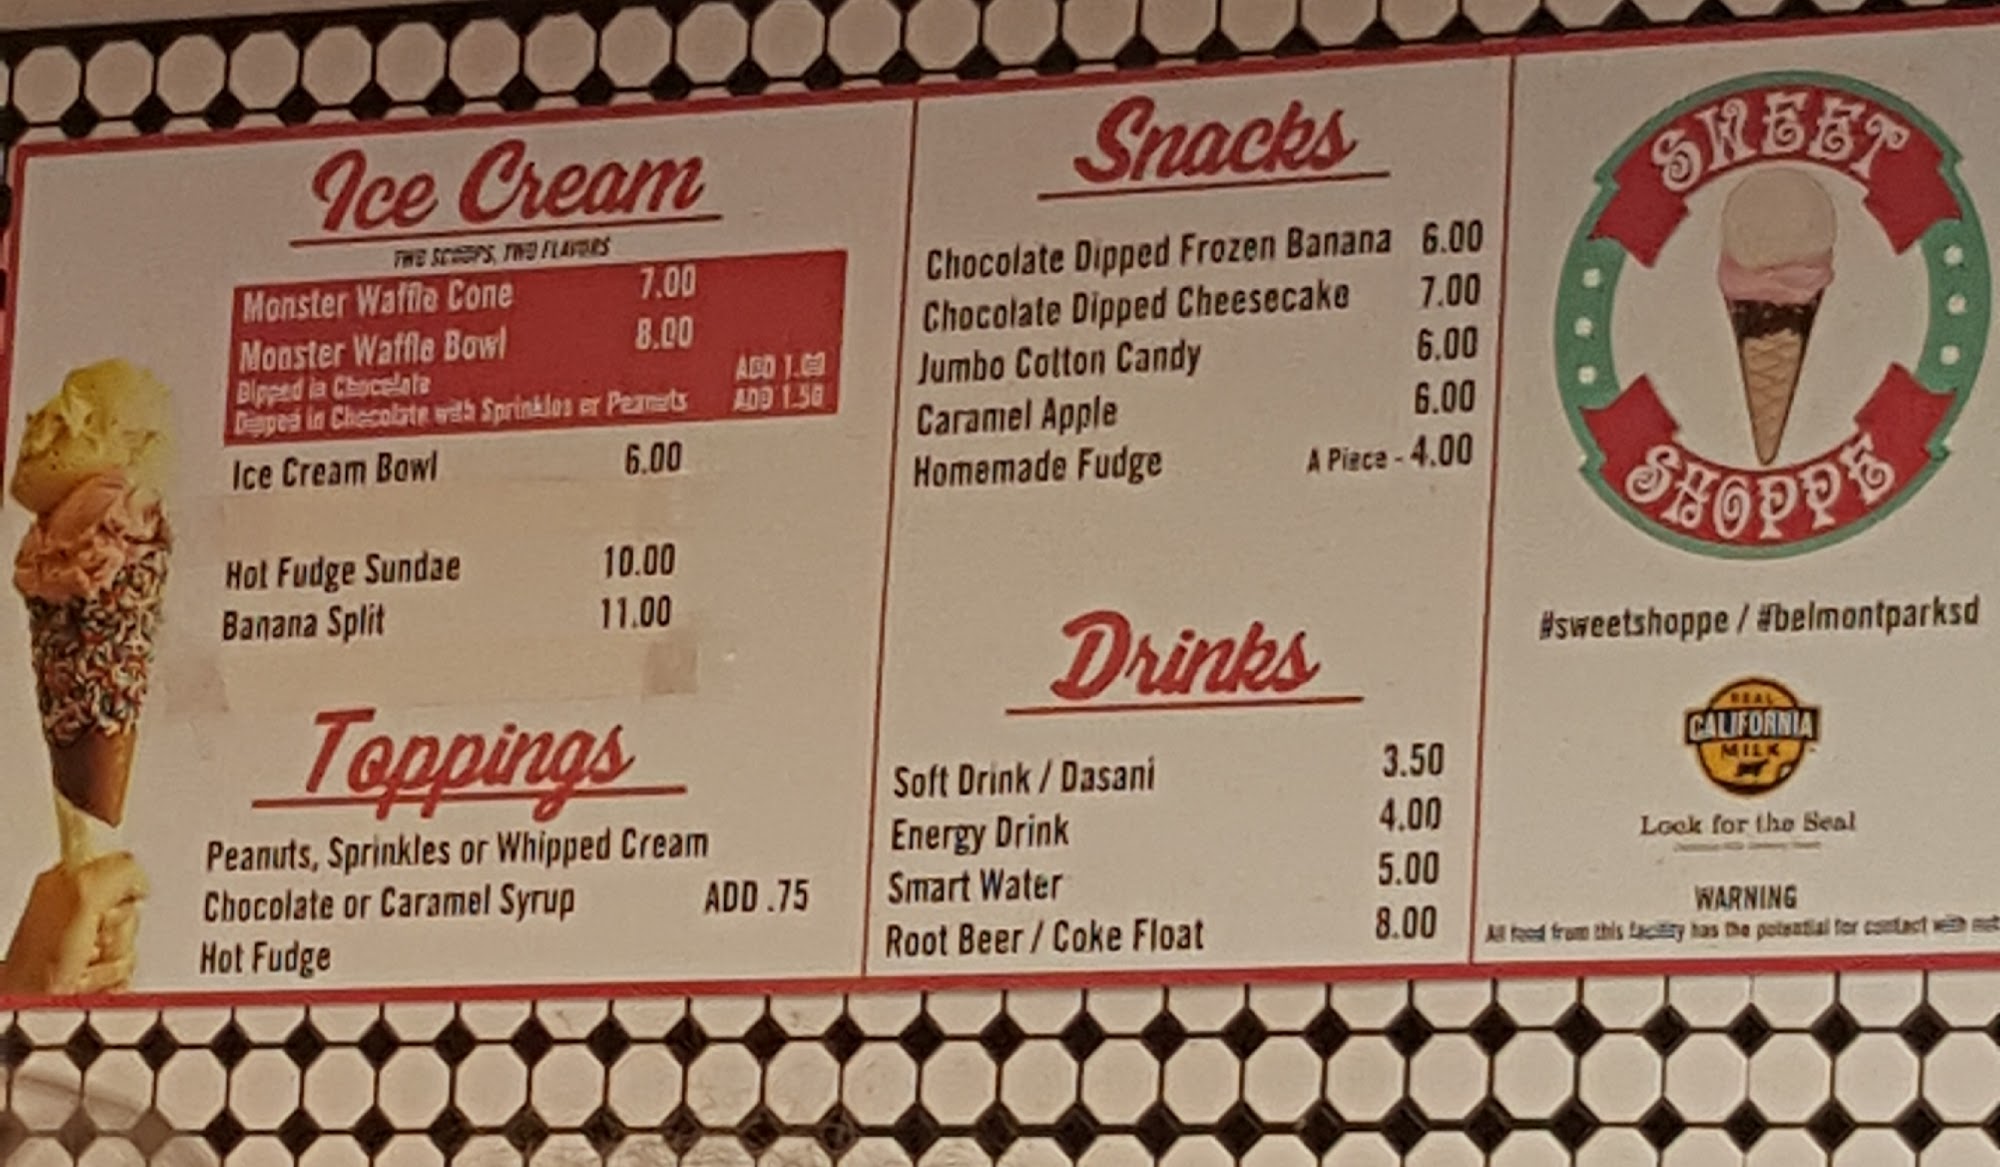 Ice Cream
TWO SCOOPS, TWO FLAVORS
Monster Waffle Cone 7.00
Monster Waffle Bowl 8.00
Dipped in Chocolate ADD 1.00
Dipped in Chocolate with Sprinkles or Peanuts ADD 1.50
Ice Cream Bowl 6.00
Hot Fudge Sundae 10.00
Banana Split 11.00
Toppings
Peanuts, Sprinkles or Whipped Cream
Chocolate or Caramel Syrup ADD .75
Hot Fudge
Snacks
Chocolate Dipped Frozen Banana 6.00
Chocolate Dipped Cheesecake 7.00
Jumbo Cotton Candy 6.00
Caramel Apple 6.00
Homemade Fudge A Piece - 4.00
Drinks
Soft Drink / Dasani 3.50
Energy Drink 4.00
Smart Water 5.00
Root Beer / Coke Float 8.00
SWEET
SHOPPE
#sweetshoppe / #belmontparksd
REAL
CALIFORNIA
MILK
Look for the Seal
WARNING
All food from this facility has the potential for contact with